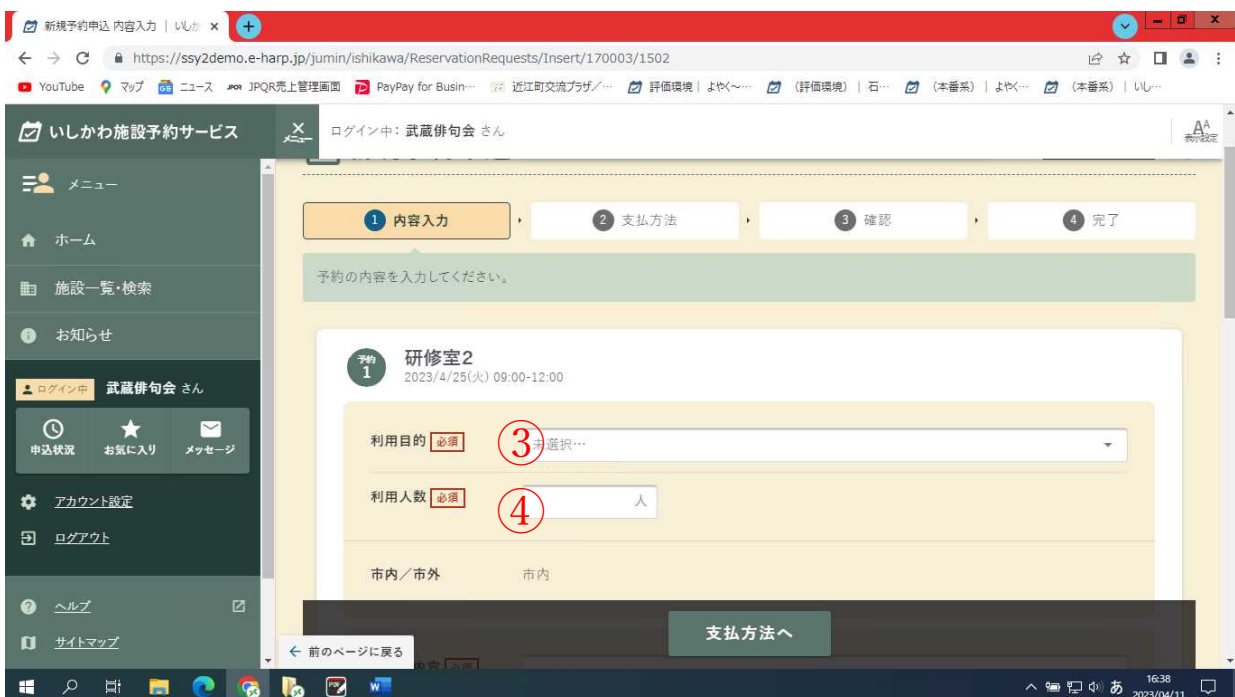 新規予約申込 内容入力 | いしか
https://ssy2demo.e-harp.jp/jumin/ishikawa/ReservationRequests/Insert/170003/1502
YouTube マップ ニュース JPQR売上管理画面 PayPay for Busin… 近江町交流プラザ/… 評価環境 | よやく～… (評価環境) | 石… (本番系) | よやく… (本番系) | いし…
いしかわ施設予約サービス
メニュー
ログイン中: 武蔵俳句会 さん
表示設定
メニュー
ホーム
施設一覧・検索
お知らせ
ログイン中 武蔵俳句会 さん
申込状況 お気に入り メッセージ
アカウント設定
ログアウト
ヘルプ
サイトマップ
1 内容入力
2 支払方法
3 確認
4 完了
予約の内容を入力してください。
予約 1
研修室2
2023/4/25(火) 09:00-12:00
利用目的 必須 ③ 未選択…
利用人数 必須 ④ 人
市内/市外 市内
支払方法へ
← 前のページに戻る
あ 16:38
2023/04/11